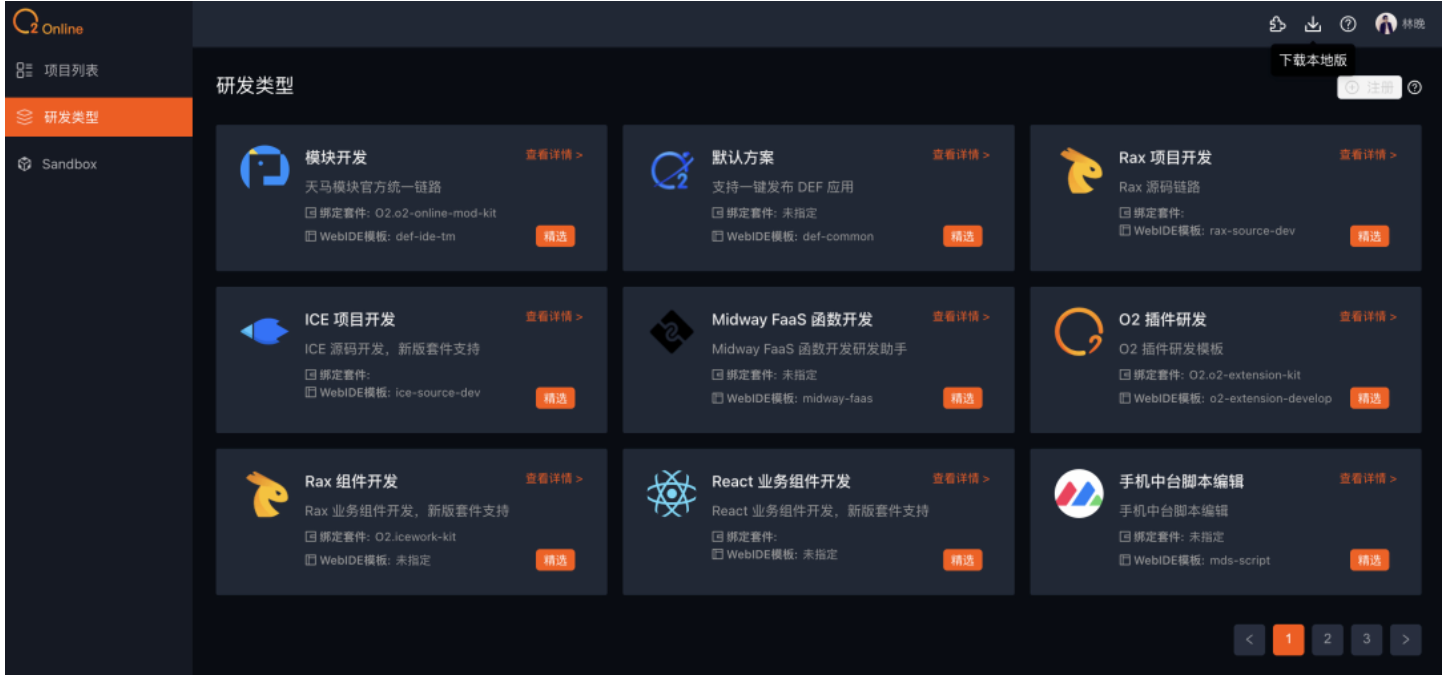 O2 Online
林晚
下载本地版
项目列表
研发类型
Sandbox
研发类型
注册
模块开发
查看详情 >
天马模块官方统一链路
绑定套件: O2.o2-online-mod-kit
WebIDE模板: def-ide-tm
精选
默认方案
查看详情 >
支持一键发布 DEF 应用
绑定套件: 未指定
WebIDE模板: def-common
精选
Rax 项目开发
查看详情 >
Rax 源码链路
绑定套件:
WebIDE模板: rax-source-dev
精选
ICE 项目开发
查看详情 >
ICE 源码开发，新版套件支持
绑定套件:
WebIDE模板: ice-source-dev
精选
Midway FaaS 函数开发
查看详情 >
Midway FaaS 函数开发研发助手
绑定套件: 未指定
WebIDE模板: midway-faas
精选
O2 插件研发
查看详情 >
O2 插件研发模板
绑定套件: O2.o2-extension-kit
WebIDE模板: o2-extension-develop
精选
Rax 组件开发
查看详情 >
Rax 业务组件开发，新版套件支持
绑定套件: O2.icework-kit
WebIDE模板: 未指定
精选
React 业务组件开发
查看详情 >
React 业务组件开发，新版套件支持
绑定套件:
WebIDE模板: 未指定
精选
手机中台脚本编辑
查看详情 >
手机中台脚本编辑
绑定套件: 未指定
WebIDE模板: mds-script
精选
< 1 2 3 >